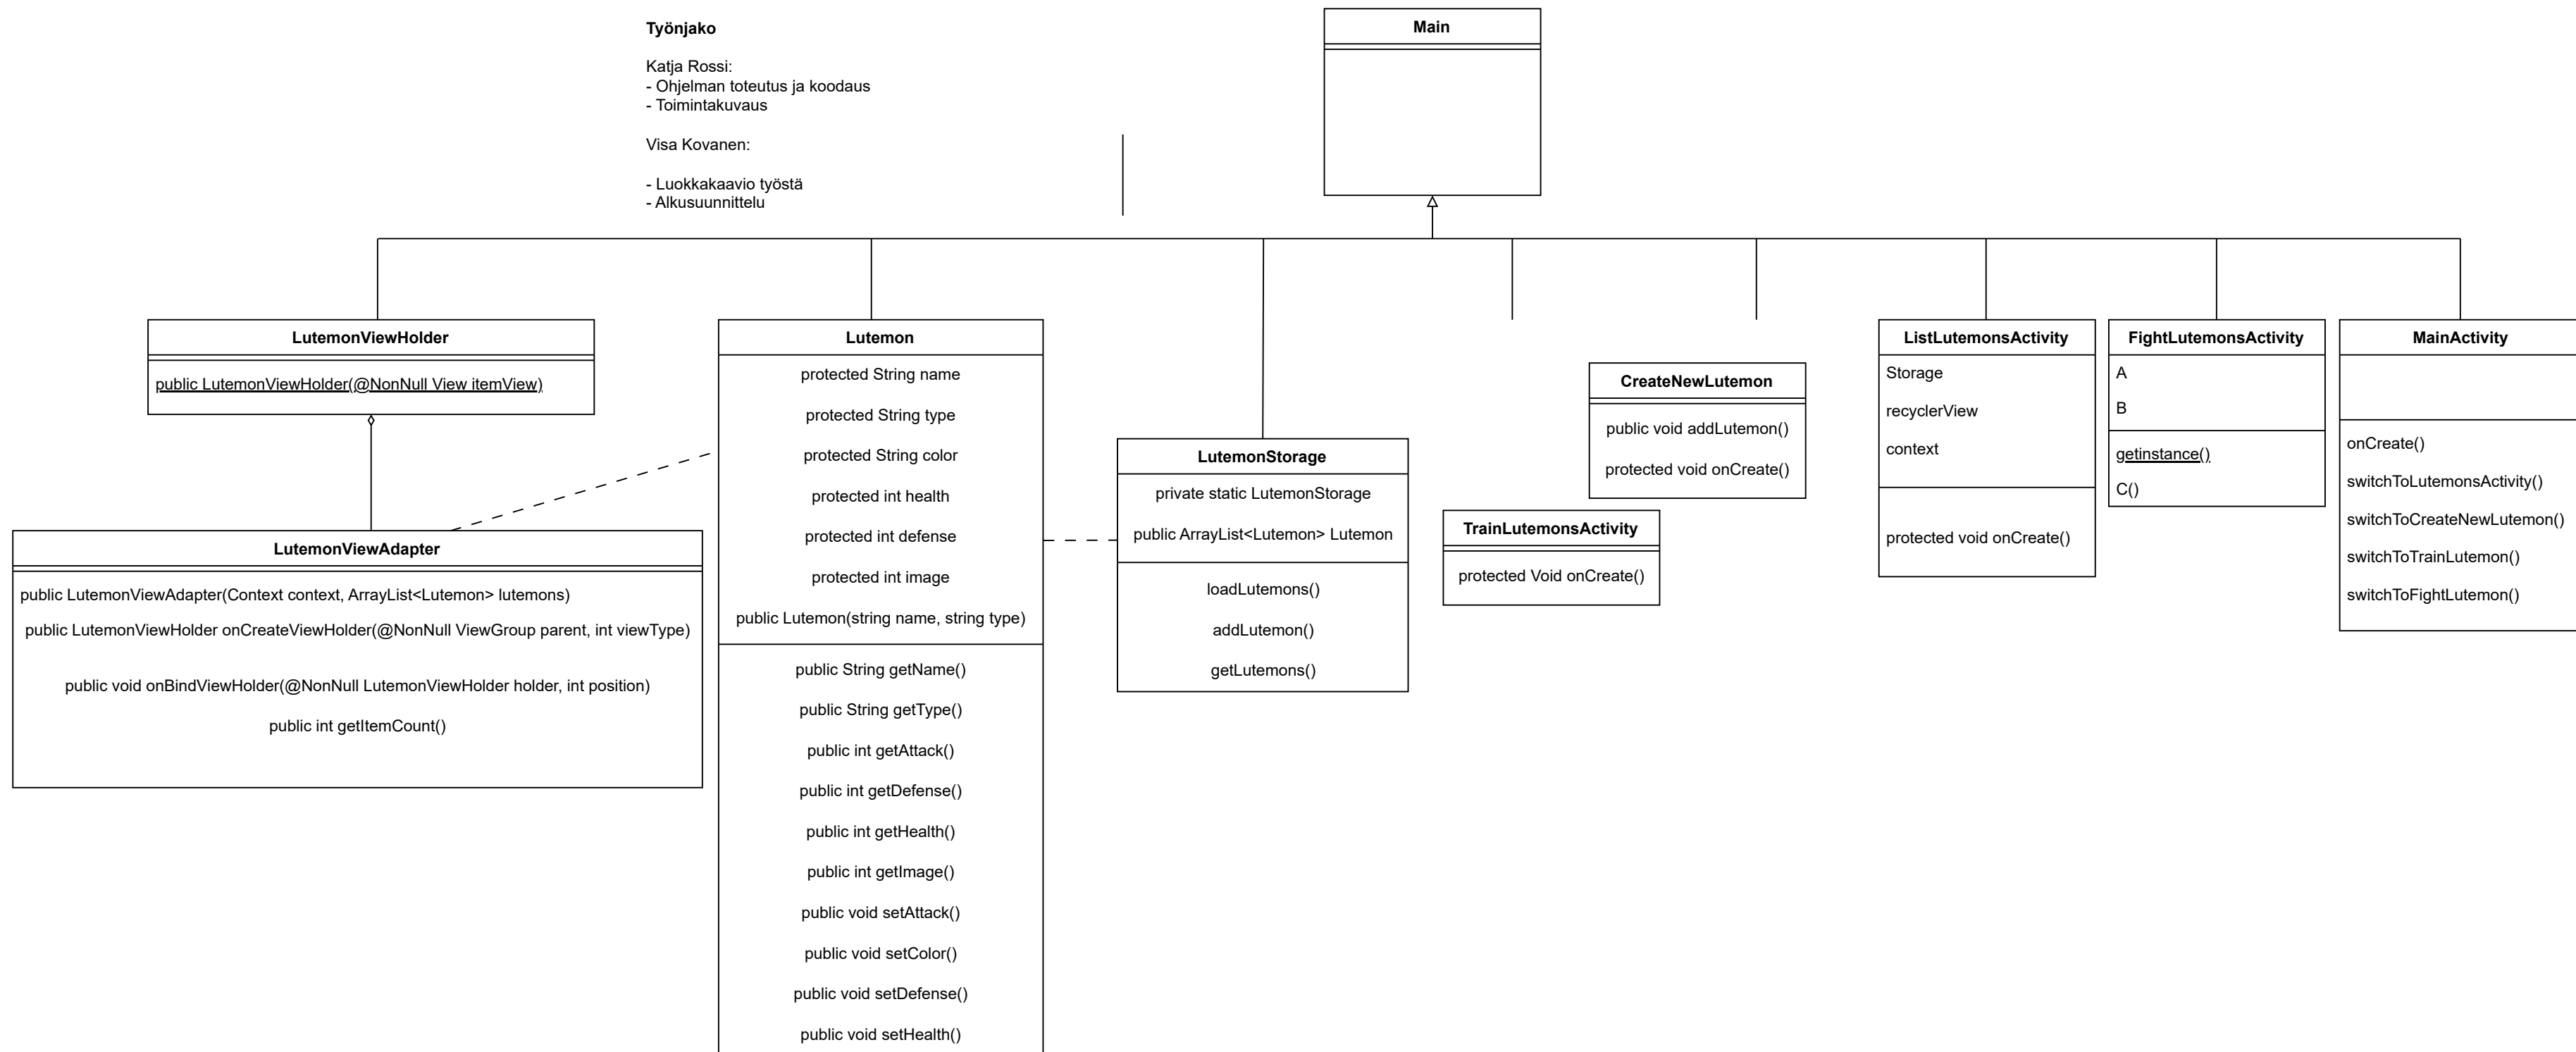 Työnjako
Katja Rossi:
- Ohjelman toteutus ja koodaus
- Toimintakuvaus
Visa Kovanen:
- Luokkakaavio työstä
- Alkusuunnittelu
Main
LutemonViewHolder
public LutemonViewHolder(@NonNull View itemView)
LutemonViewAdapter
public LutemonViewAdapter(Context context, ArrayList<Lutemon> lutemons)
public LutemonViewHolder onCreateViewHolder(@NonNull ViewGroup parent, int viewType)
public void onBindViewHolder(@NonNull LutemonViewHolder holder, int position)
public int getItemCount()
Lutemon
protected String name
protected String type
protected String color
protected int health
protected int defense
protected int image
public Lutemon(string name, string type)
public String getName()
public String getType()
public int getAttack()
public int getDefense()
public int getHealth()
public int getImage()
public void setAttack()
public void setColor()
public void setDefense()
public void setHealth()
LutemonStorage
private static LutemonStorage
public ArrayList<Lutemon> Lutemon
loadLutemons()
addLutemon()
getLutemons()
TrainLutemonsActivity
protected Void onCreate()
CreateNewLutemon
public void addLutemon()
protected void onCreate()
ListLutemonsActivity
Storage
recyclerView
context
protected void onCreate()
FightLutemonsActivity
A
B
getinstance()
C()
MainActivity
onCreate()
switchToLutemonsActivity()
switchToCreateNewLutemon()
switchToTrainLutemon()
switchToFightLutemon()